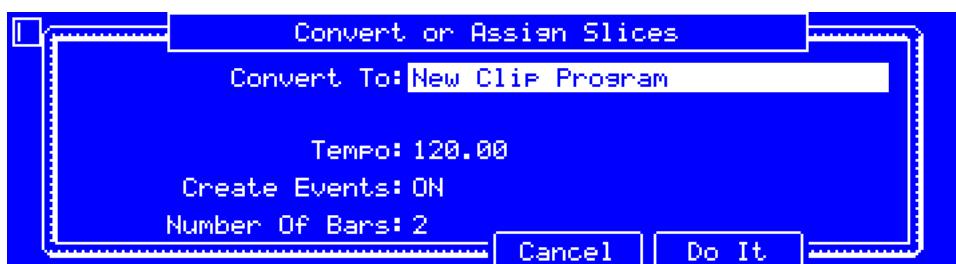 Convert or Assign Slices
Convert To: New Clip Program
Tempo: 120.00
Create Events: ON
Number Of Bars: 2
Cancel Do It